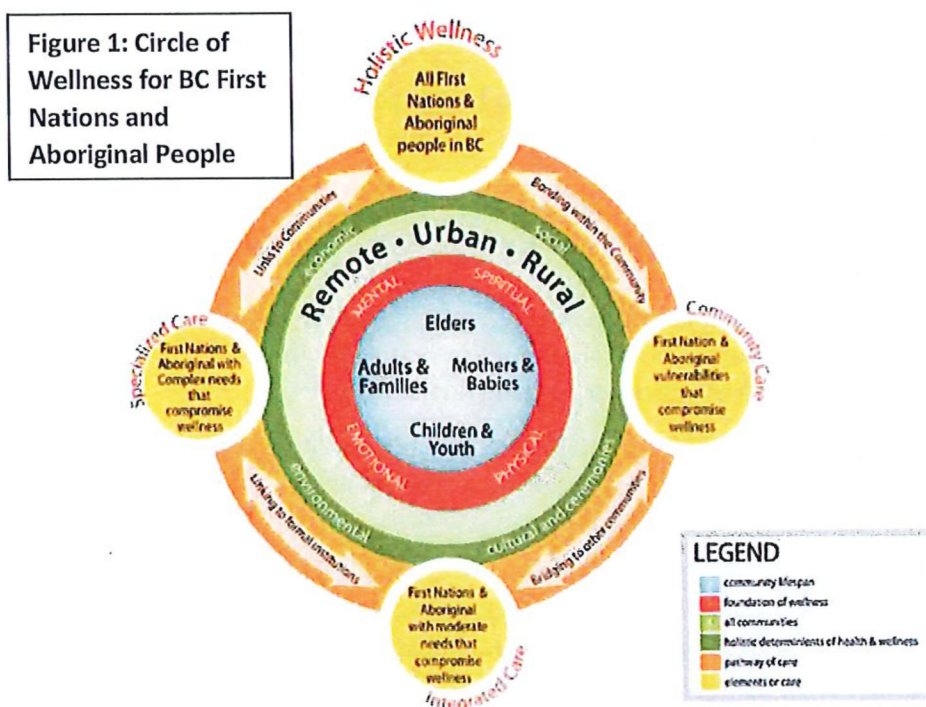 Figure 1: Circle of
Wellness for BC First
Nations and
Aboriginal People
Holistic Wellness
All First
Nations &
Aboriginal
people in BC
Links to Communities
Bonding within the Community
economic
social
Remote • Urban • Rural
MENTAL
SPIRITUAL
Elders
Adults &
Families
Mothers &
Babies
Children &
Youth
EMOTIONAL
PHYSICAL
environmental
cultural and ceremonies
Specialized Care
First Nations &
Aboriginal with
Complex needs
that
compromise
wellness
Community Care
First Nation &
Aboriginal
vulnerabilities
that
compromise
wellness
Linking to formal institutions
Bridging to other communities
First Nations &
Aboriginal
with moderate
needs that
compromise
wellness
Integrated Care
LEGEND
community lifespan
foundation of wellness
all communities
holistic determinients of health & wellness
pathway of care
elements or care